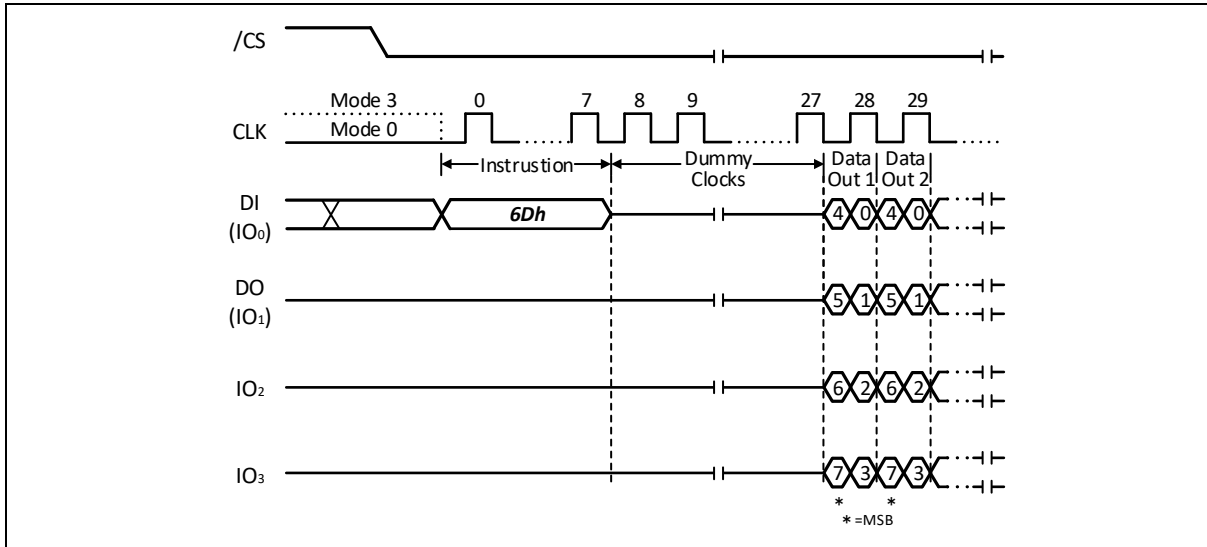 /CS
Mode 3
Mode 0
CLK
0 7 8 9 27 28 29
Instrustion
Dummy
Clocks
Data
Out 1
Data
Out 2
DI
(IO₀)
6Dh
4 0 4 0
DO
(IO₁)
5 1 5 1
IO₂
6 2 6 2
IO₃
7 3 7 3
* *
* =MSB